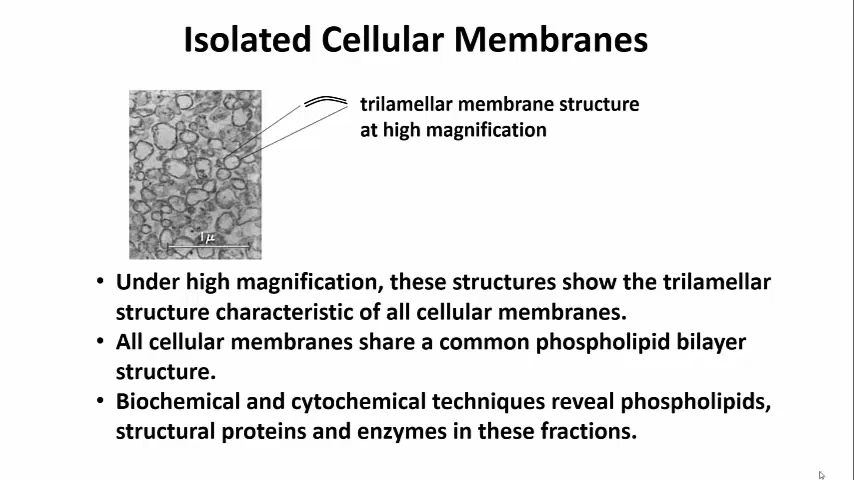 Isolated Cellular Membranes
trilamellar membrane structure
at high magnification
1μ
• Under high magnification, these structures show the trilamellar
structure characteristic of all cellular membranes.
• All cellular membranes share a common phospholipid bilayer
structure.
• Biochemical and cytochemical techniques reveal phospholipids,
structural proteins and enzymes in these fractions.